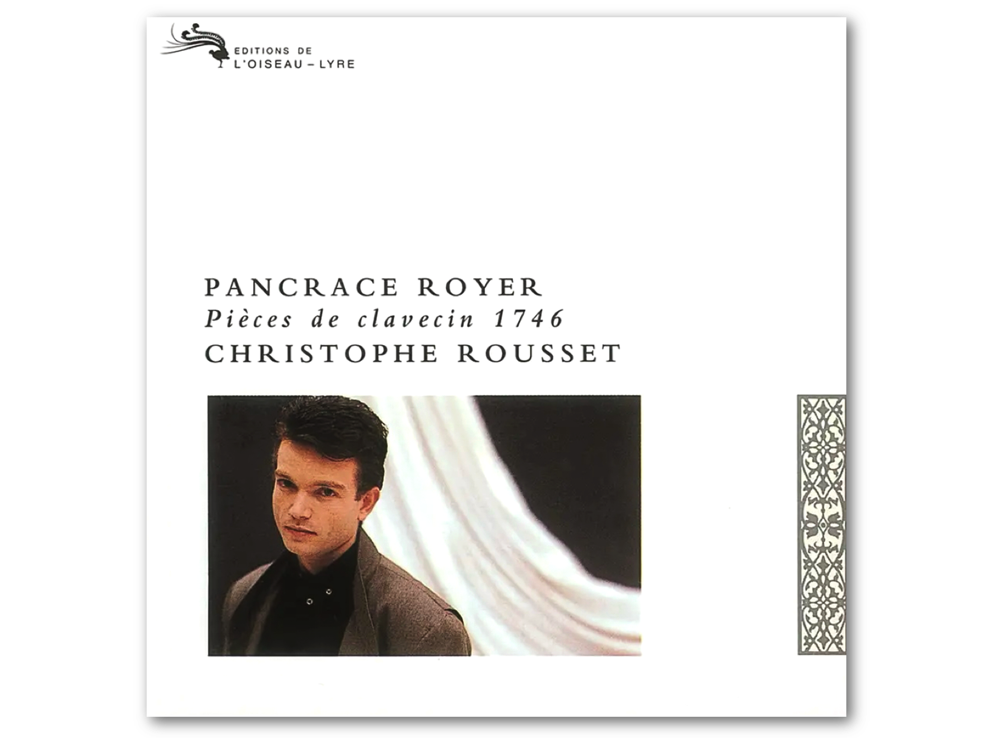 EDITIONS DE
L'OISEAU – LYRE
PANCRACE ROYER
Pièces de clavecin 1746
CHRISTOPHE ROUSSET